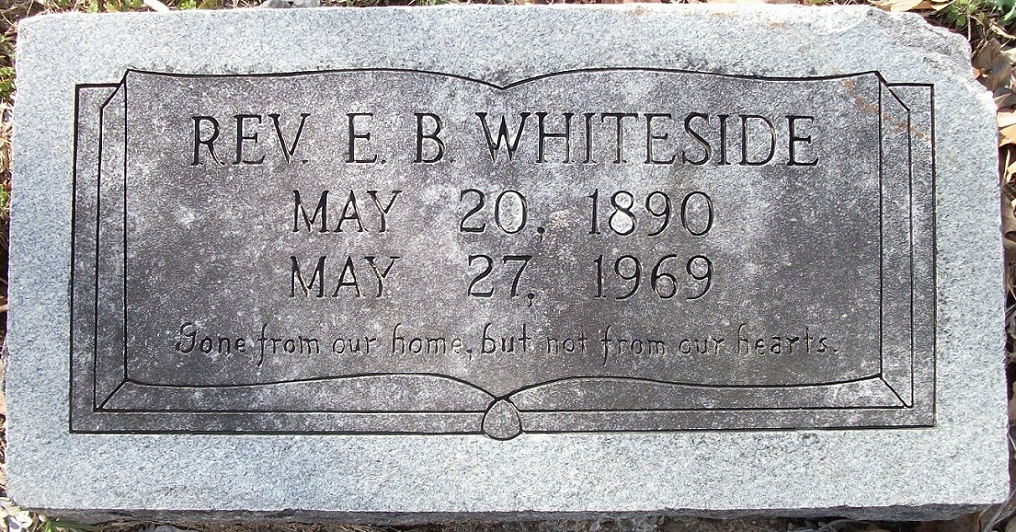 REV. E. B. WHITESIDE
MAY 20, 1890
MAY 27, 1969
Gone from our home, but not from our hearts.